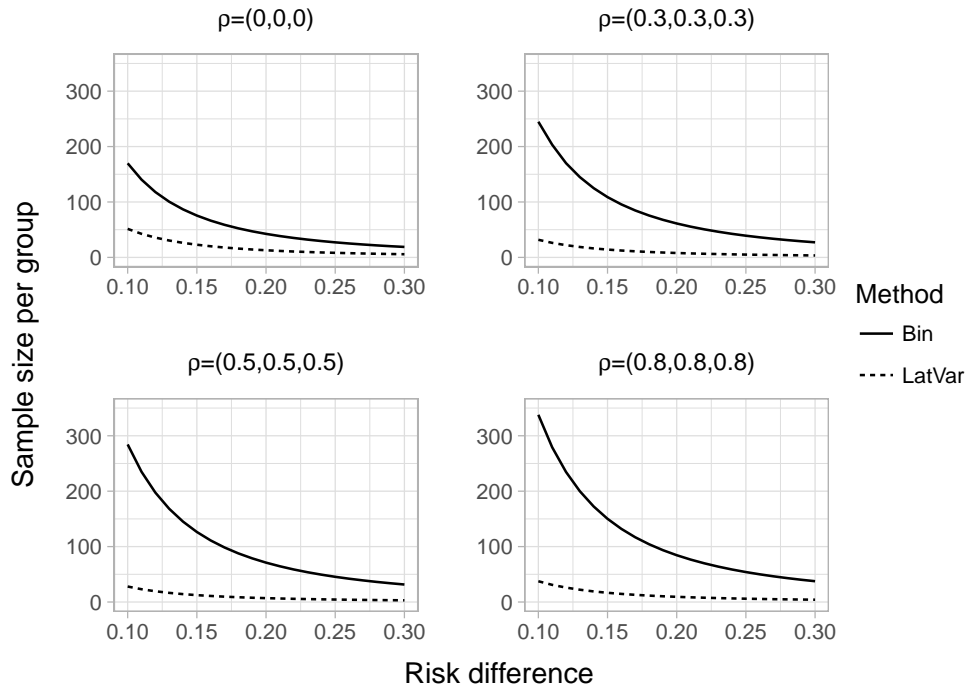 ρ=(0,0,0)
ρ=(0.3,0.3,0.3)
300
200
100
0
0.10 0.15 0.20 0.25 0.30
300
200
100
0
0.10 0.15 0.20 0.25 0.30
ρ=(0.5,0.5,0.5)
ρ=(0.8,0.8,0.8)
300
200
100
0
0.10 0.15 0.20 0.25 0.30
300
200
100
0
0.10 0.15 0.20 0.25 0.30
Sample size per group
Risk difference
Method
Bin
LatVar